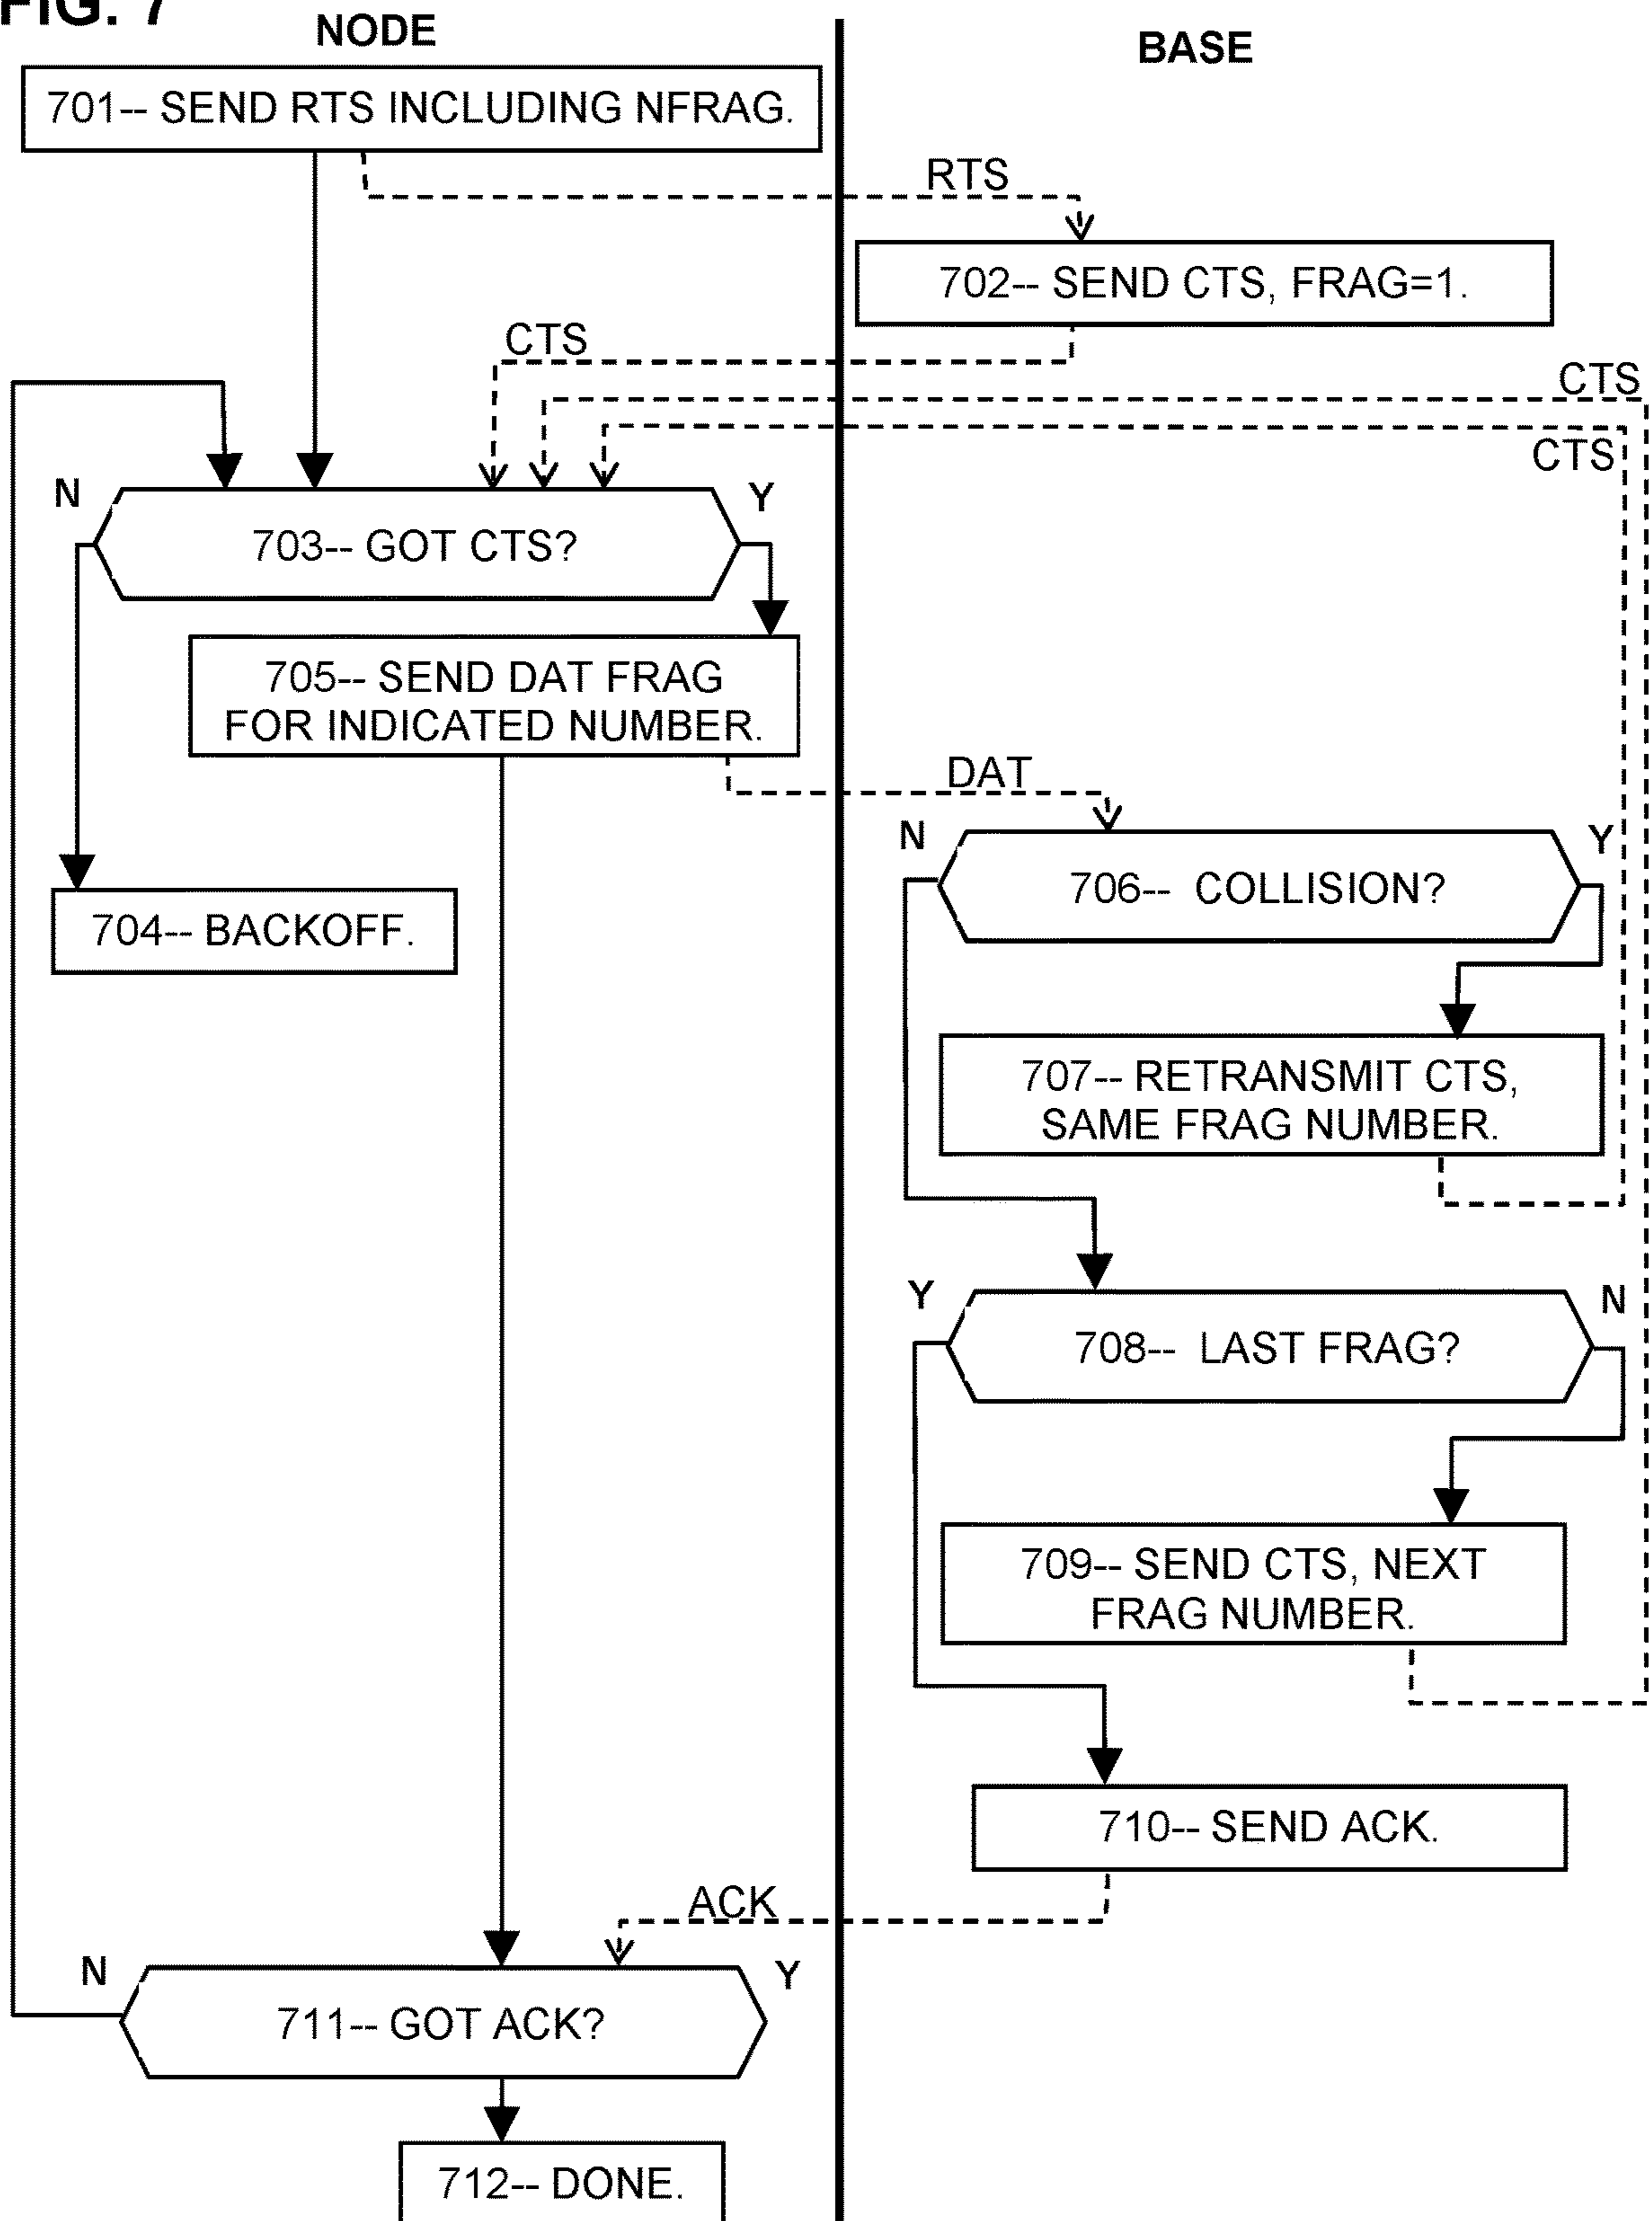 FIG. 7
NODE
BASE
701-- SEND RTS INCLUDING NFRAG.
RTS
702-- SEND CTS, FRAG=1.
CTS
CTS
CTS
N
Y
703-- GOT CTS?
705-- SEND DAT FRAG
FOR INDICATED NUMBER.
DAT
N
Y
706-- COLLISION?
704-- BACKOFF.
707-- RETRANSMIT CTS,
SAME FRAG NUMBER.
Y
N
708-- LAST FRAG?
709-- SEND CTS, NEXT
FRAG NUMBER.
710-- SEND ACK.
ACK
N
Y
711-- GOT ACK?
712-- DONE.